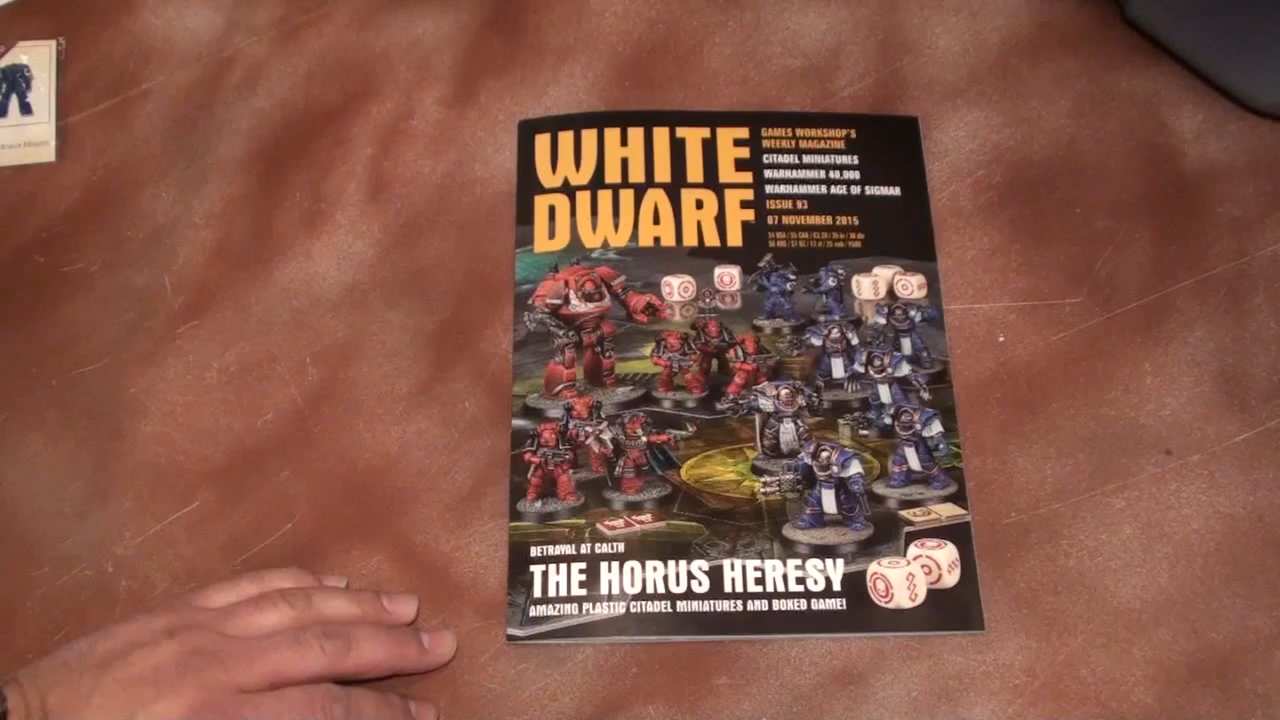 WHITE
DWARF
GAMES WORKSHOP'S
WEEKLY MAGAZINE
CITADEL MINIATURES
WARHAMMER 40,000
WARHAMMER AGE OF SIGMAR
ISSUE 93
07 NOVEMBER 2015
BETRAYAL AT CALTH
THE HORUS HERESY
AMAZING PLASTIC CITADEL MINIATURES AND BOXED GAME!